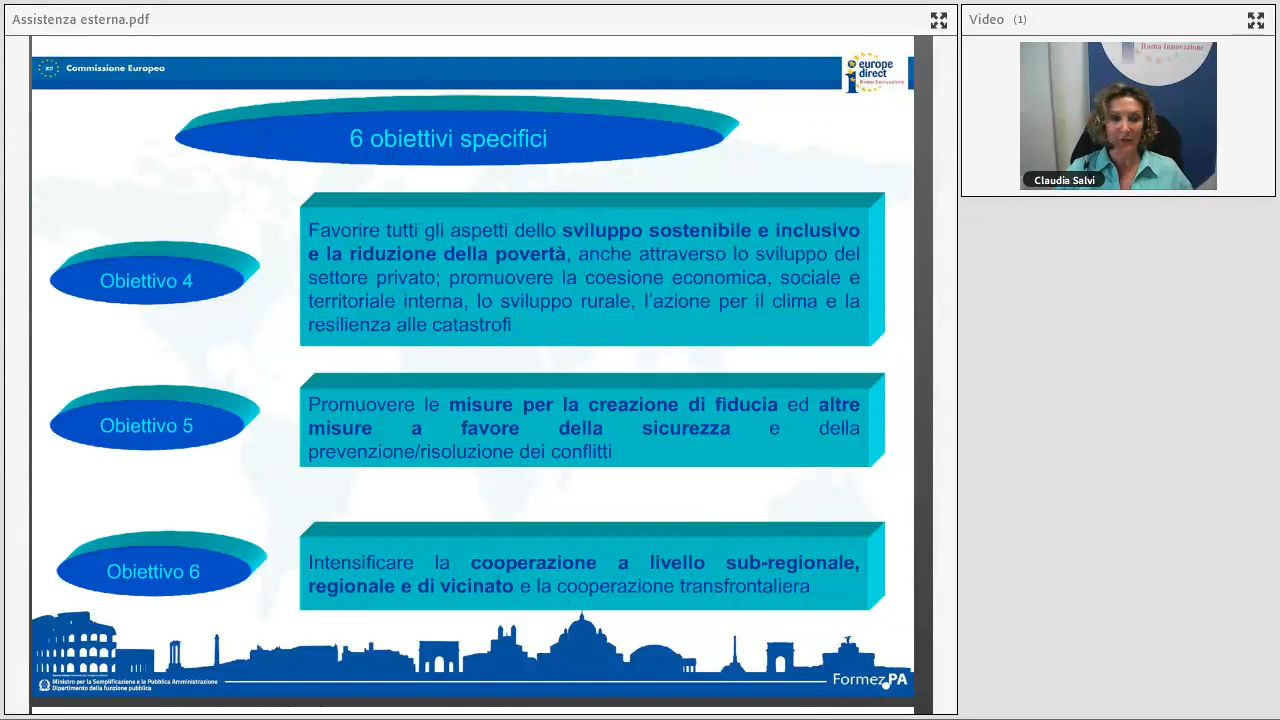 Assistenza esterna.pdf
Video (1)
Commissione Europea
europe
direct
Roma Innovazione
6 obiettivi specifici
Roma Innovazione
Claudia Salvi
Obiettivo 4
Favorire tutti gli aspetti dello sviluppo sostenibile e inclusivo
e la riduzione della povertà, anche attraverso lo sviluppo del
settore privato; promuovere la coesione economica, sociale e
territoriale interna, lo sviluppo rurale, l'azione per il clima e la
resilienza alle catastrofi
Obiettivo 5
Promuovere le misure per la creazione di fiducia ed altre
misure a favore della sicurezza e della
prevenzione/risoluzione dei conflitti
Obiettivo 6
Intensificare la cooperazione a livello sub-regionale,
regionale e di vicinato e la cooperazione transfrontaliera
Ministro per la Semplificazione e la Pubblica Amministrazione
Dipartimento della funzione pubblica
FormezPA